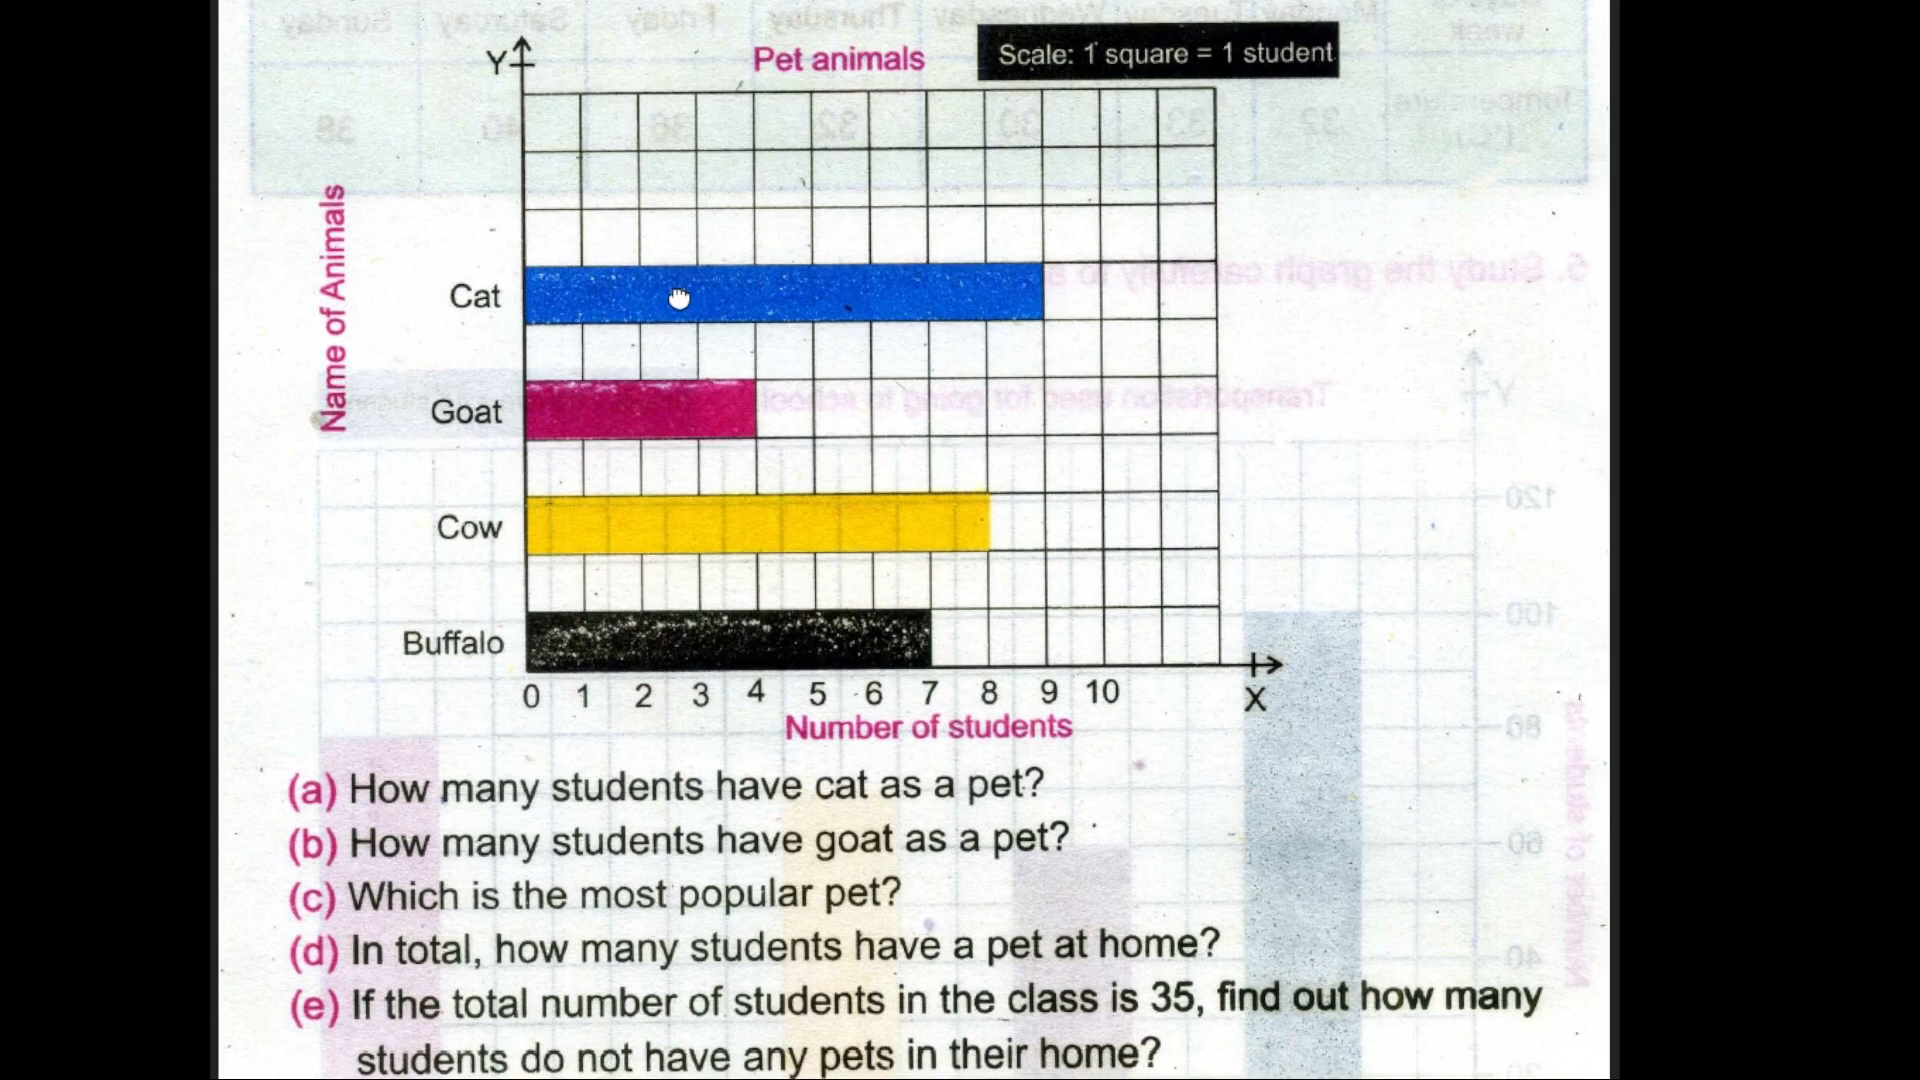 Y
Pet animals
Scale: 1 square = 1 student
Name of Animals
Cat
Goat
Cow
Buffalo
0 1 2 3 4 5 6 7 8 9 10
X
Number of students
(a) How many students have cat as a pet?
(b) How many students have goat as a pet?
(c) Which is the most popular pet?
(d) In total, how many students have a pet at home?
(e) If the total number of students in the class is 35, find out how many
students do not have any pets in their home?